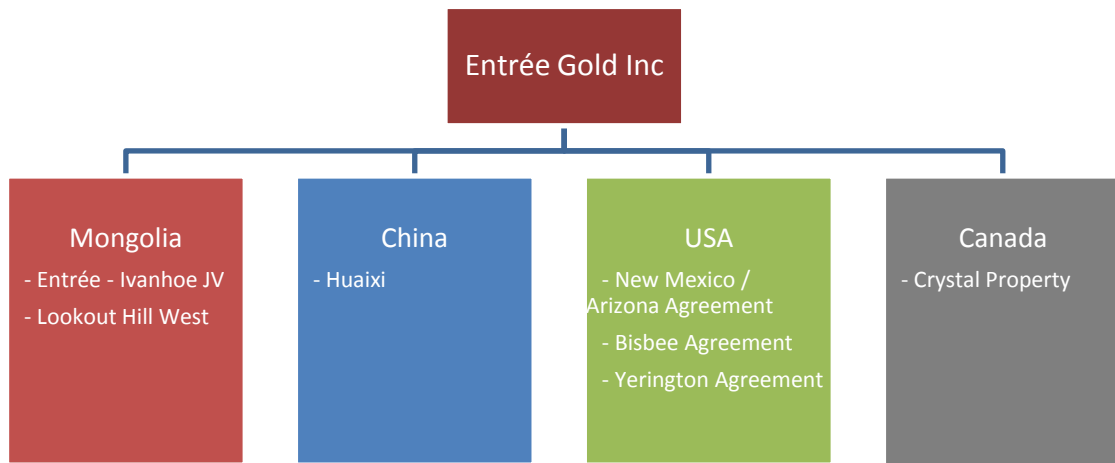 Entrée Gold Inc
Mongolia
- Entrée - Ivanhoe JV
- Lookout Hill West
China
- Huaixi
USA
- New Mexico /
Arizona Agreement
- Bisbee Agreement
- Yerington Agreement
Canada
- Crystal Property